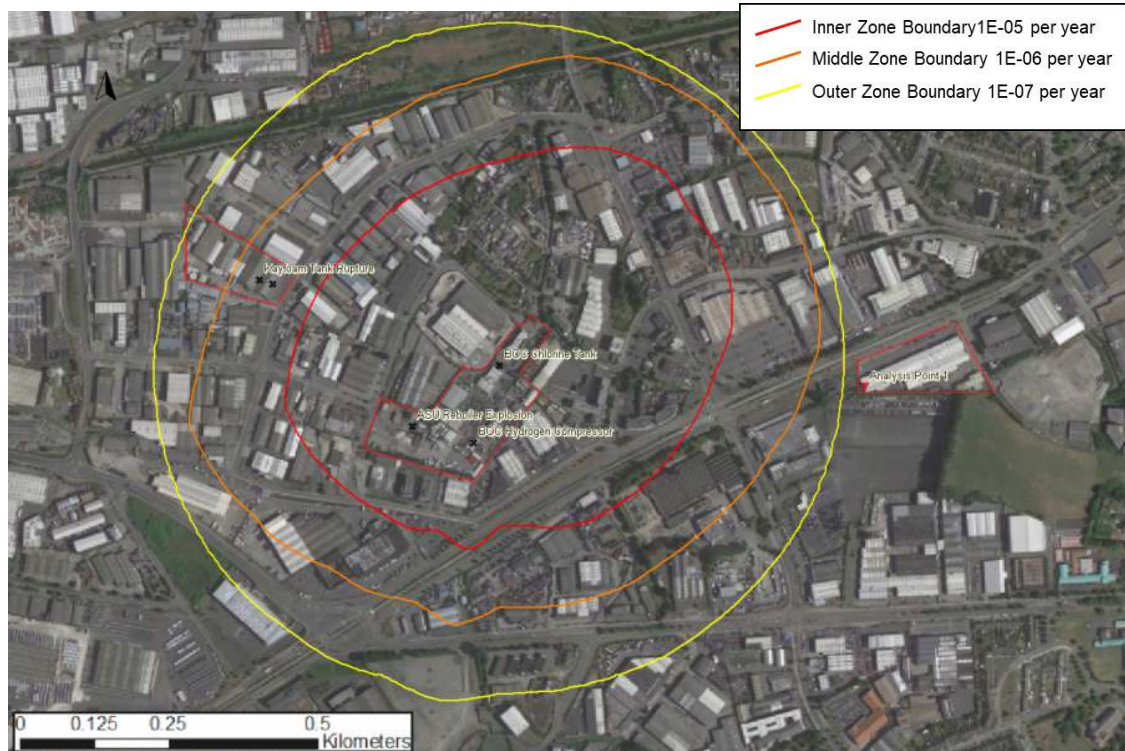 Inner Zone Boundary1E-05 per year
Middle Zone Boundary 1E-06 per year
Outer Zone Boundary 1E-07 per year
Kayfoam Tank Rupture
BOC Chlorine Tank
Analysis Point 1
ASU Reboiler Explosion
BOC Hydrogen Compressor
0 0.125 0.25 0.5
Kilometers